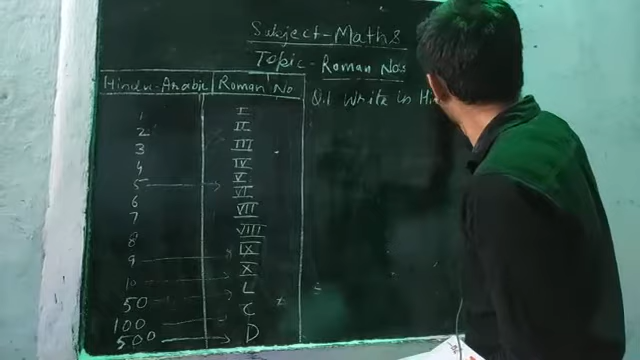 Subject-Maths
Topic- Roman Nos
Hindu-Arabic Roman No
Q.1 Write in
1 I
2 II
3 III
4 IV
5 V
6 VI
7 VII
8 VIII
9 IX
10 X
50 L
100 C
500 D